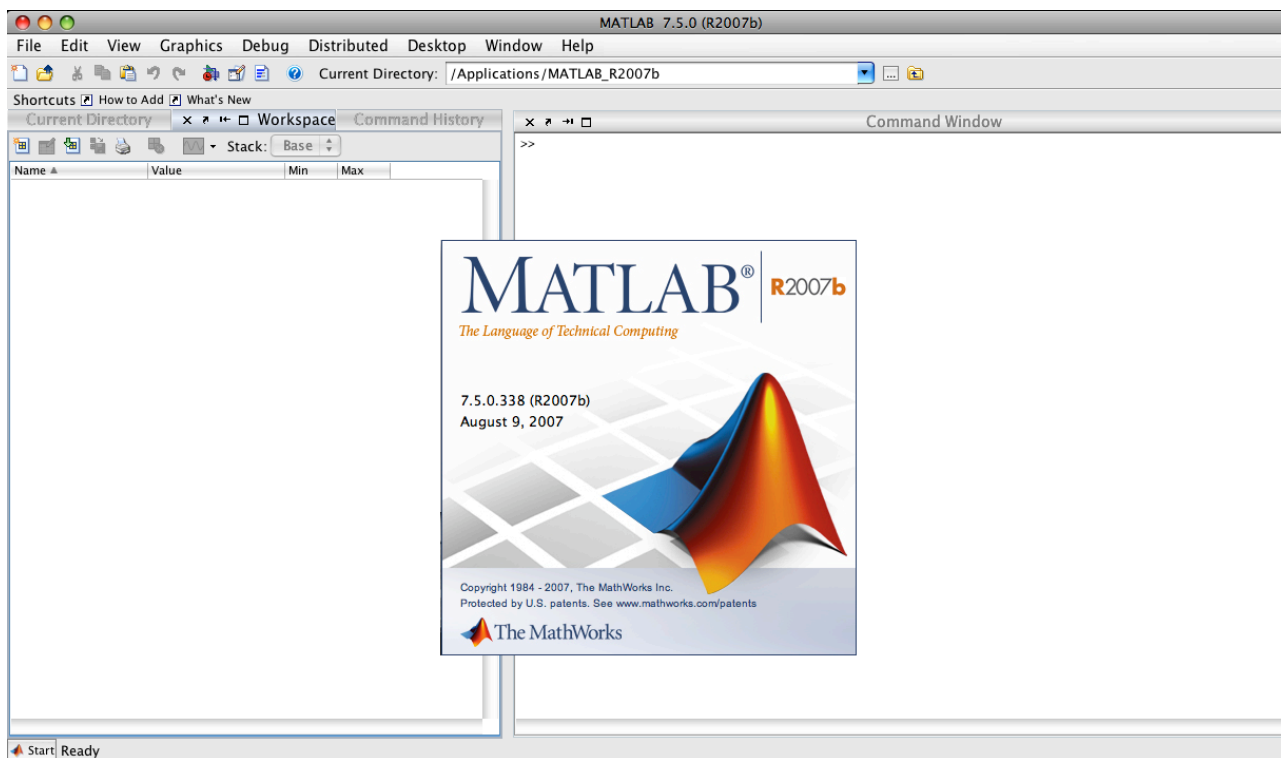 MATLAB 7.5.0 (R2007b)
File Edit View Graphics Debug Distributed Desktop Window Help
Current Directory: /Applications/MATLAB_R2007b
Shortcuts How to Add What's New
Current Directory Workspace Command History
Command Window
Stack: Base
>>
Name Value Min Max
MATLAB® R2007b
The Language of Technical Computing
7.5.0.338 (R2007b)
August 9, 2007
Copyright 1984 - 2007, The MathWorks Inc.
Protected by U.S. patents. See www.mathworks.com/patents
The MathWorks
Start Ready